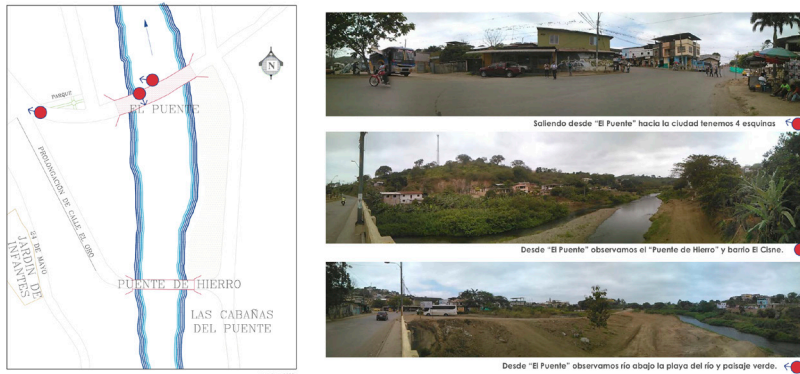 N
PARQUE
EL PUENTE
PROLONGACIÓN DE CALLE EL ORO
24 DE MAYO
JARDIN DE
INFANTES
PUENTE DE HIERRO
LAS CABAÑAS
DEL PUENTE
Saliendo desde "El Puente" hacia la ciudad tenemos 4 esquinas
Desde "El Puente" observamos el "Puente de Hierro" y barrio El Cisne.
Desde "El Puente" observamos río abajo la playa del río y paisaje verde.